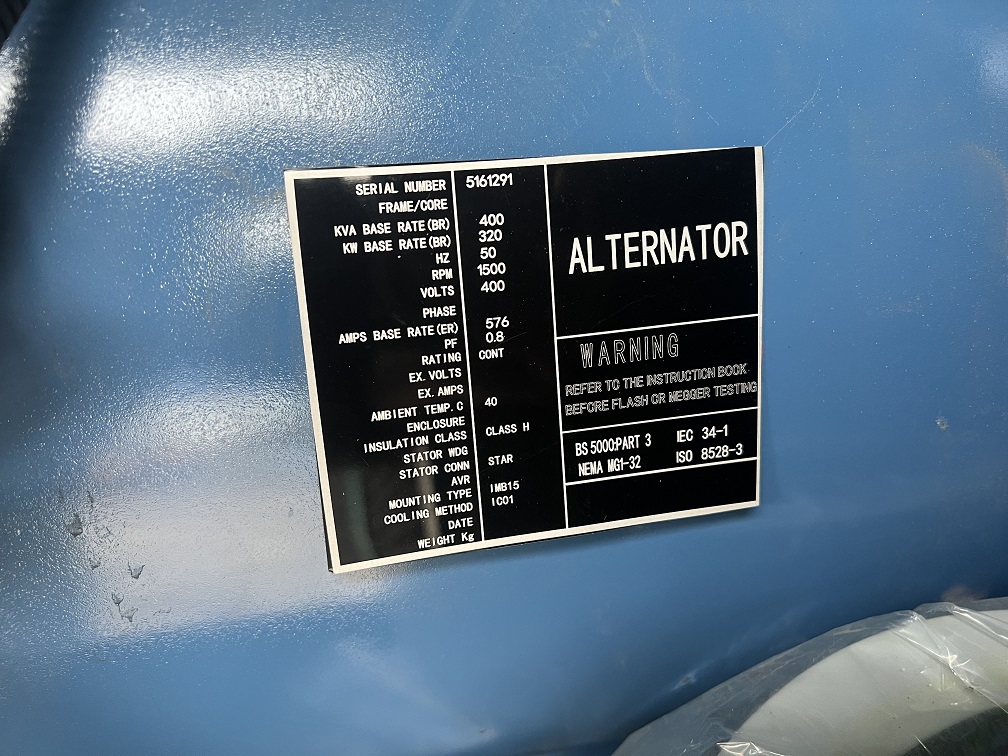 SERIAL NUMBER 5161291
FRAME/CORE
KVA BASE RATE(BR) 400
KW BASE RATE(BR) 320
HZ 50
RPM 1500
VOLTS 400
PHASE
AMPS BASE RATE(ER) 576
PF 0.8
RATING CONT
EX. VOLTS
EX. AMPS
AMBIENT TEMP.C 40
ENCLOSURE
INSULATION CLASS CLASS H
STATOR WDG
STATOR CONN STAR
AVR
MOUNTING TYPE IMB15
COOLING METHOD IC01
DATE
WEIGHT Kg
ALTERNATOR
WARNING
REFER TO THE INSTRUCTION BOOK
BEFORE FLASH OR MEGGER TESTING
BS 5000:PART 3 IEC 34-1
NEMA MG1-32 ISO 8528-3